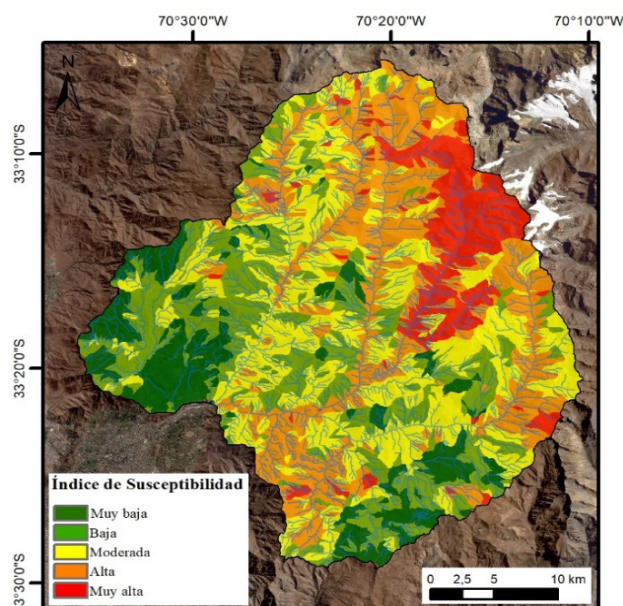 70°30'0"W 70°20'0"W 70°10'0"W
33°10'0"S
33°20'0"S
3°30'0"S
Índice de Susceptibilidad
Muy baja
Baja
Moderada
Alta
Muy alta
0 2,5 5 10 km